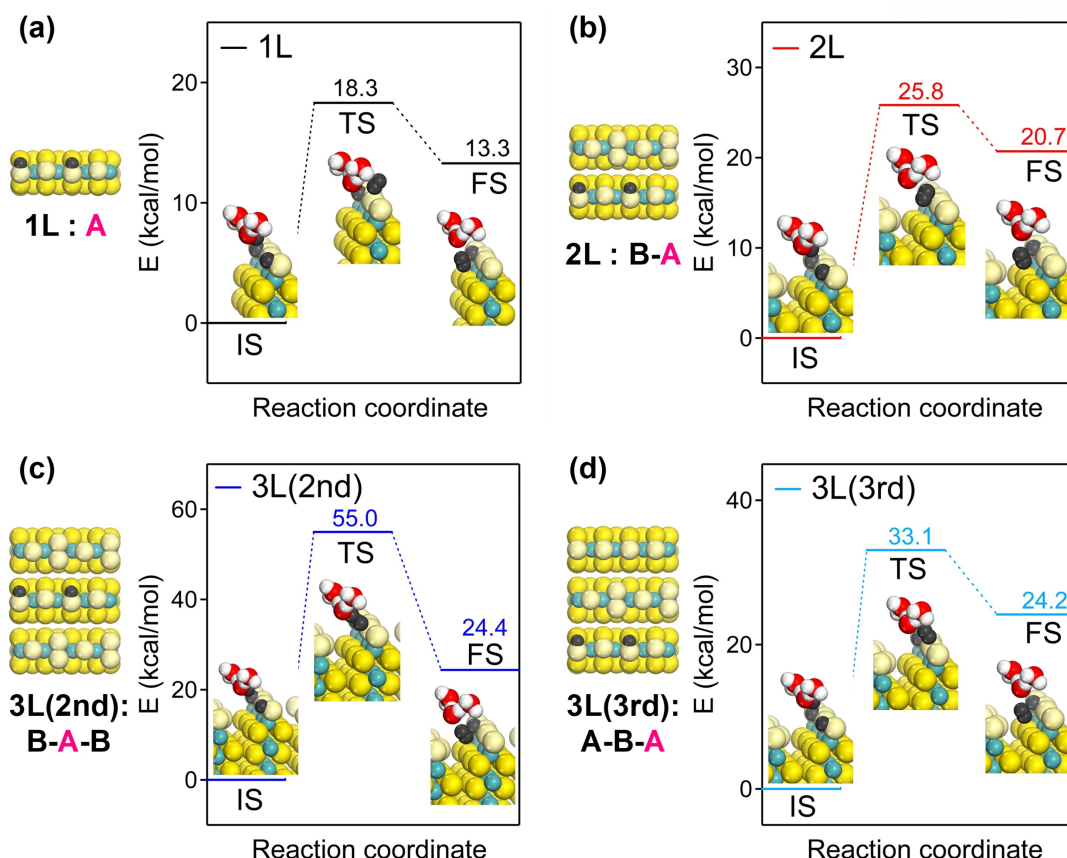 (a)
1L
E (kcal/mol)
20
10
0
18.3
TS
13.3
FS
IS
1L : A
Reaction coordinate
(b)
2L
E (kcal/mol)
30
20
10
0
25.8
TS
20.7
FS
IS
2L : B-A
Reaction coordinate
(c)
3L(2nd)
E (kcal/mol)
60
40
20
0
55.0
TS
24.4
FS
IS
3L(2nd):
B-A-B
Reaction coordinate
(d)
3L(3rd)
E (kcal/mol)
40
20
0
33.1
TS
24.2
FS
IS
3L(3rd):
A-B-A
Reaction coordinate